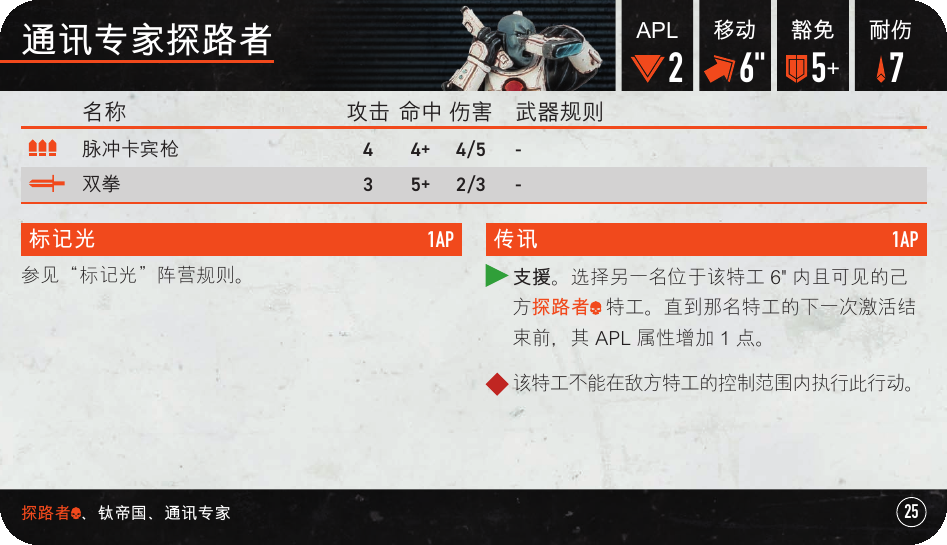 通讯专家探路者
APL 移动 豁免 耐伤
2 6" 5+ 7
名称 攻击 命中 伤害 武器规则
脉冲卡宾枪 4 4+ 4/5 -
双拳 3 5+ 2/3 -
标记光 1AP
参见“标记光”阵营规则。
传讯 1AP
支援。选择另一名位于该特工 6" 内且可见的己
方探路者特工。直到那名特工的下一次激活结
束前，其 APL 属性增加 1 点。
该特工不能在敌方特工的控制范围内执行此行动。
探路者、钛帝国、通讯专家
25